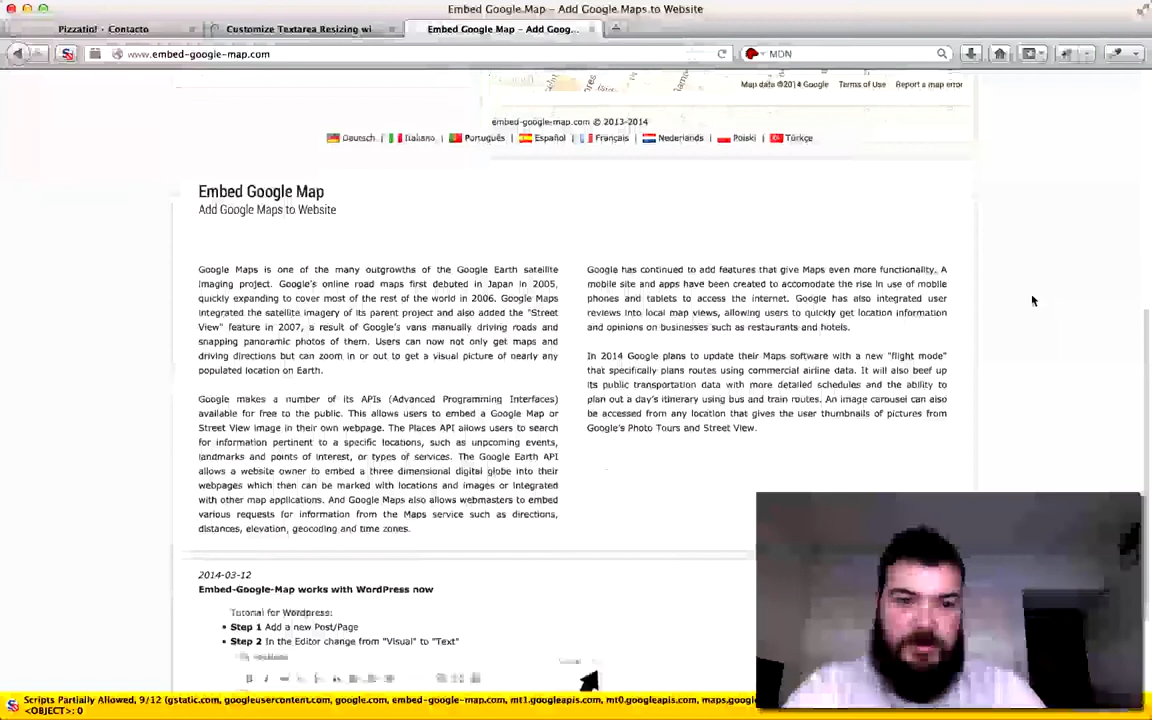 Embed Google Map – Add Google Maps to Website
Pizzatio! · Contacto
Customize Textarea Resizing wi
Embed Google Map – Add Goog...
www.embed-google-map.com
MDN
Map data ©2014 Google Terms of Use Report a map error
embed-google-map.com © 2013-2014
Deutsch | Italiano | Português | Español | Français | Nederlands | Polski | Türkçe
Embed Google Map
Add Google Maps to Website
Google Maps is one of the many outgrowths of the Google Earth satellite
imaging project. Google's online road maps first debuted in Japan in 2005,
quickly expanding to cover most of the rest of the world in 2006. Google Maps
integrated the satellite imagery of its parent project and also added the "Street
View" feature in 2007, a result of Google's vans manually driving roads and
snapping panoramic photos of them. Users can now not only get maps and
driving directions but can zoom in or out to get a visual picture of nearly any
populated location on Earth.
Google makes a number of its APIs (Advanced Programming Interfaces)
available for free to the public. This allows users to embed a Google Map or
Street View image in their own webpage. The Places API allows users to search
for information pertinent to a specific locations, such as unpcoming events,
landmarks and points of interest, or types of services. The Google Earth API
allows a website owner to embed a three dimensional digital globe into their
webpages which then can be marked with locations and images or integrated
with other map applications. And Google Maps also allows webmasters to embed
various requests for information from the Maps service such as directions,
distances, elevation, geocoding and time zones.
Google has continued to add features that give Maps even more functionality. A
mobile site and apps have been created to accomodate the rise in use of mobile
phones and tablets to access the internet. Google has also integrated user
reviews into local map views, allowing users to quickly get location information
and opinions on businesses such as restaurants and hotels.
In 2014 Google plans to update their Maps software with a new "flight mode"
that specifically plans routes using commercial airline data. It will also beef up
its public transportation data with more detailed schedules and the ability to
plan out a day's itinerary using bus and train routes. An image carousel can also
be accessed from any location that gives the user thumbnails of pictures from
Google's Photo Tours and Street View.
2014-03-12
Embed-Google-Map works with WordPress now
Tutorial for Wordpress:
• Step 1 Add a new Post/Page
• Step 2 In the Editor change from "Visual" to "Text"
Scripts Partially Allowed, 9/12 (gstatic.com, googleusercontent.com, google.com, embed-google-map.com, mt1.googleapis.com, mt0.googleapis.com, maps.goog
<OBJECT>: 0